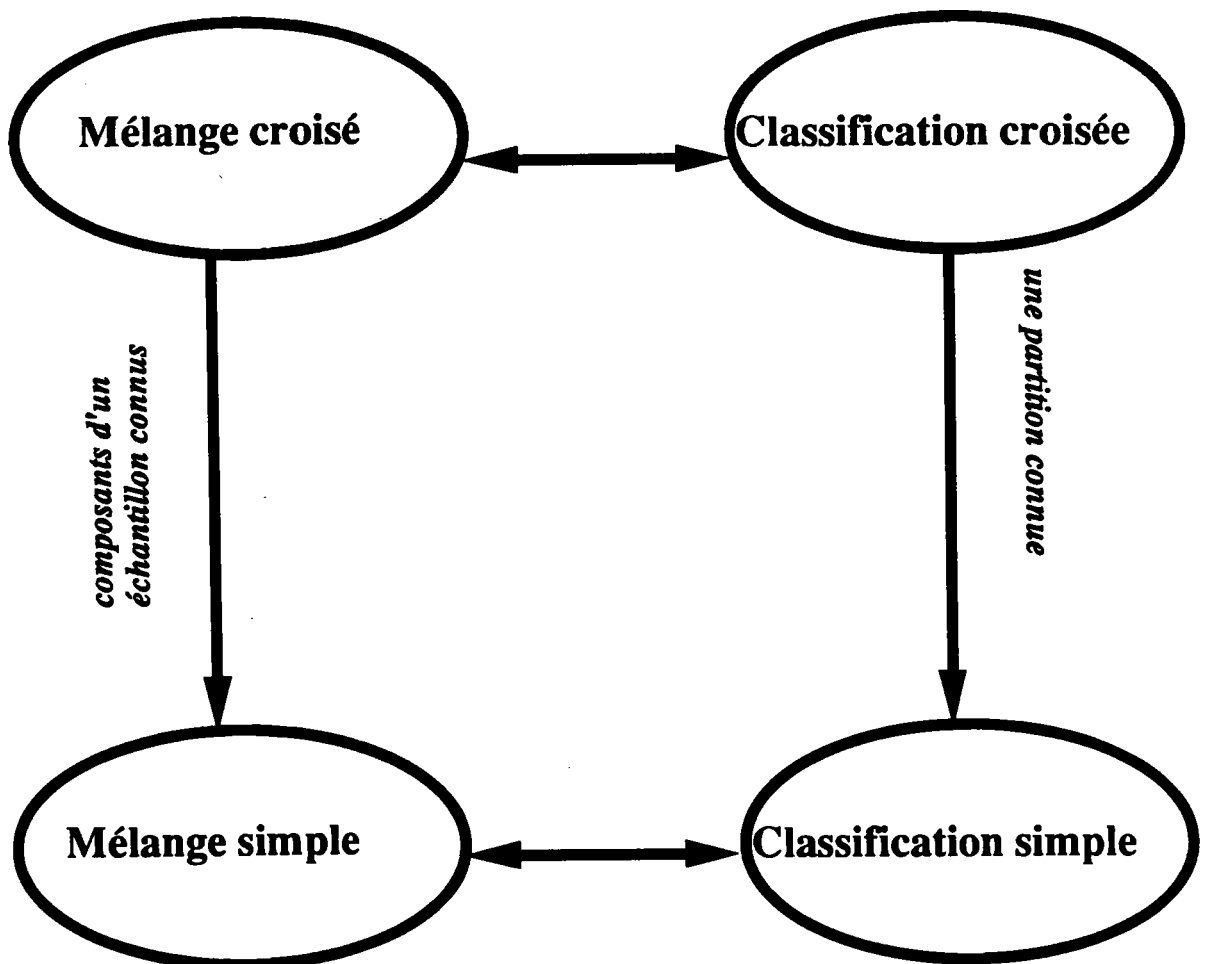 Mélange croisé
Classification croisée
composants d'un
échantillon connus
une partition connue
Mélange simple
Classification simple